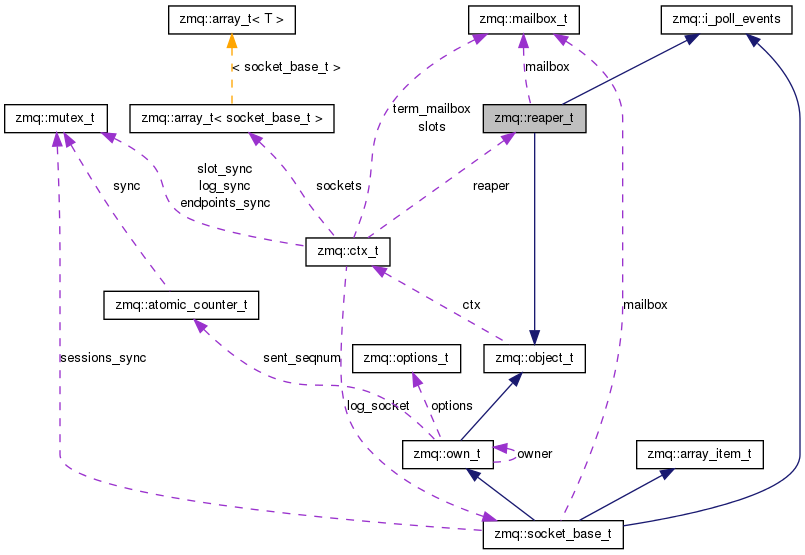 zmq::array_t< T >
zmq::mailbox_t
zmq::i_poll_events
< socket_base_t >
mailbox
zmq::mutex_t
zmq::array_t< socket_base_t >
term_mailbox
slots
zmq::reaper_t
slot_sync
log_sync
endpoints_sync
sync
sockets
reaper
zmq::ctx_t
zmq::atomic_counter_t
ctx
mailbox
sessions_sync
sent_seqnum
zmq::options_t
zmq::object_t
log_socket
options
zmq::own_t
owner
zmq::array_item_t
zmq::socket_base_t